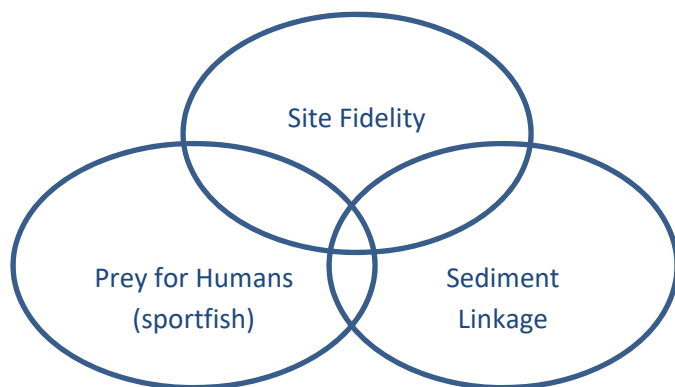 Site Fidelity
Prey for Humans
(sportfish)
Sediment
Linkage